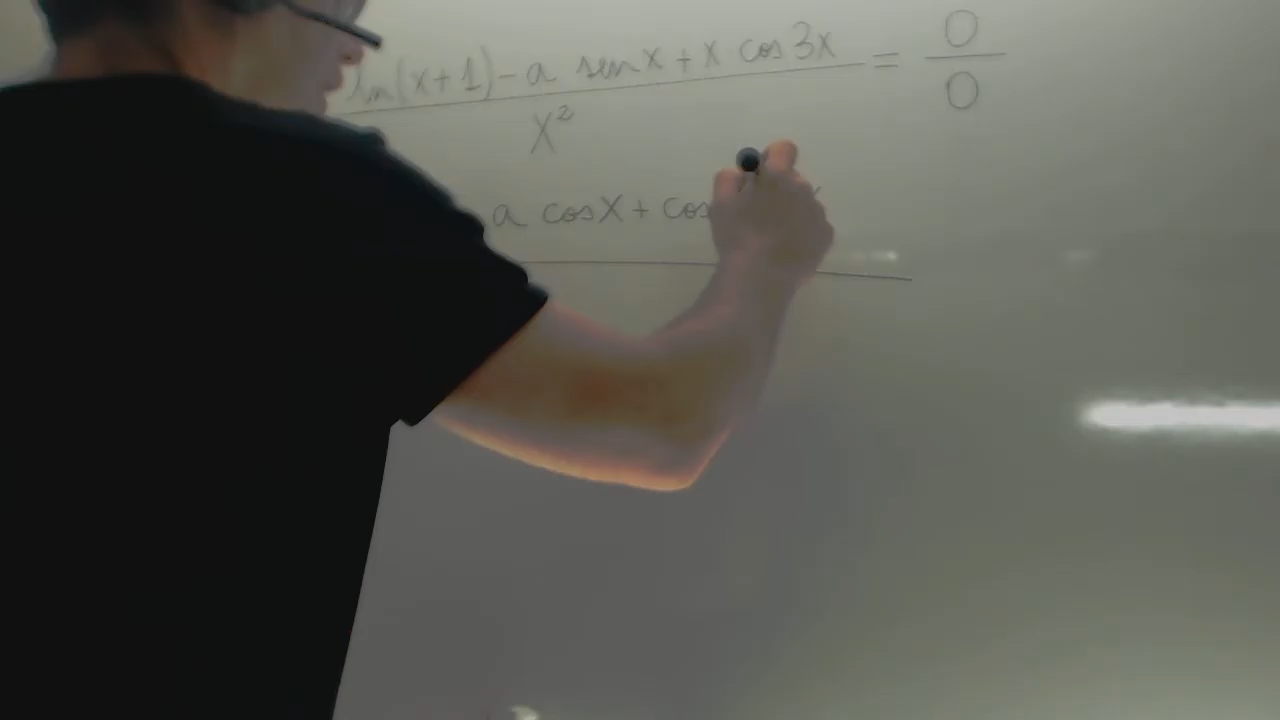 ln(x+1) - a sen x + x cos 3x = 0
x² 0
a cos x + cos